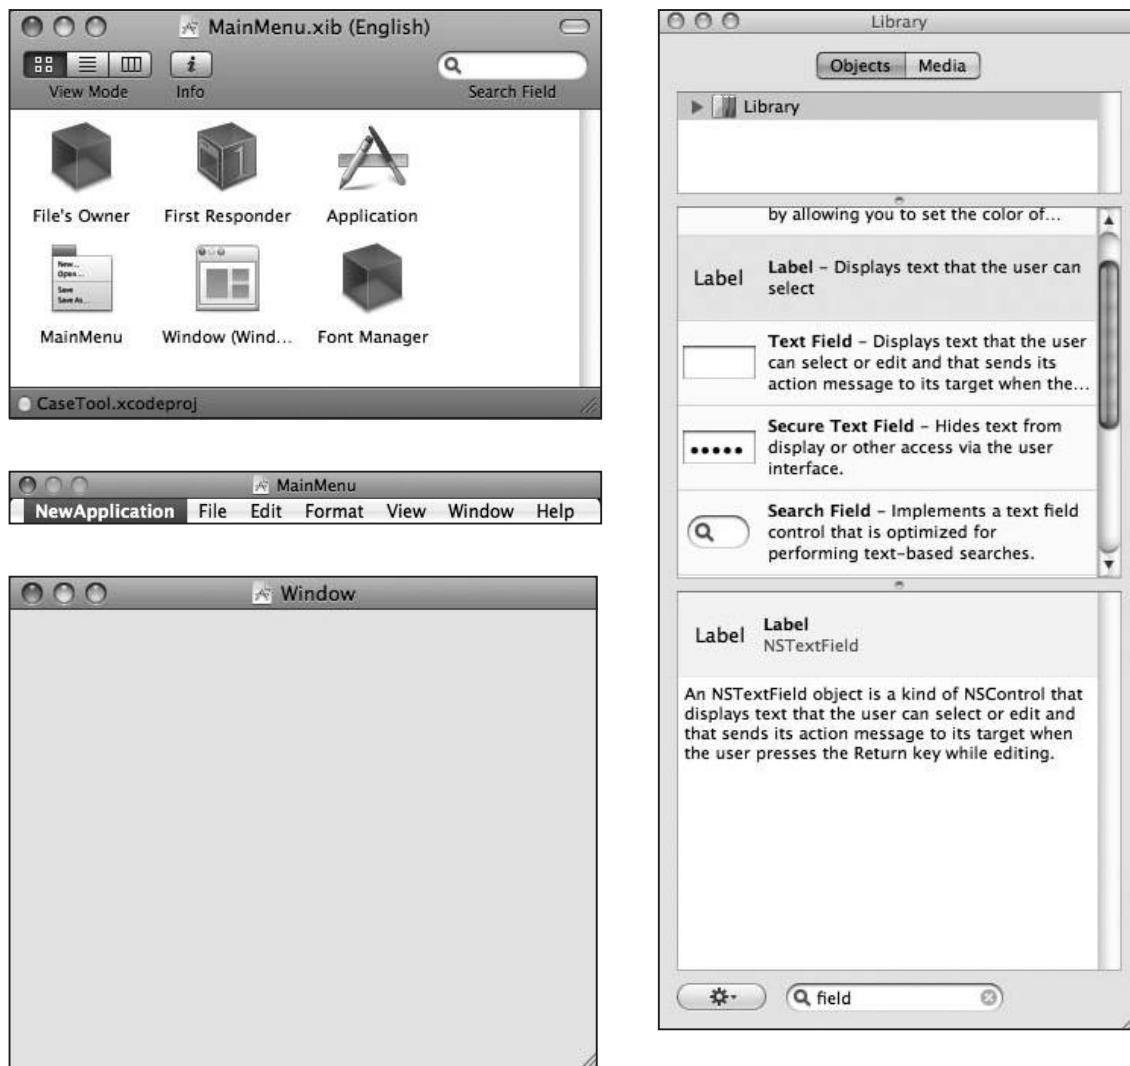 MainMenu.xib (English)
View Mode
Info
Search Field
File's Owner
First Responder
Application
1
New...
Open...
Save
Save As...
MainMenu
Window (Wind...
Font Manager
CaseTool.xcodeproj
MainMenu
NewApplication File Edit Format View Window Help
Window
Library
Objects Media
Library
by allowing you to set the color of...
Label
Label – Displays text that the user can
select
Text Field – Displays text that the user
can select or edit and that sends its
action message to its target when the...
Secure Text Field – Hides text from
display or other access via the user
interface.
Search Field – Implements a text field
control that is optimized for
performing text-based searches.
Label
Label
NSTextField
An NSTextField object is a kind of NSControl that
displays text that the user can select or edit and
that sends its action message to its target when
the user presses the Return key while editing.
field